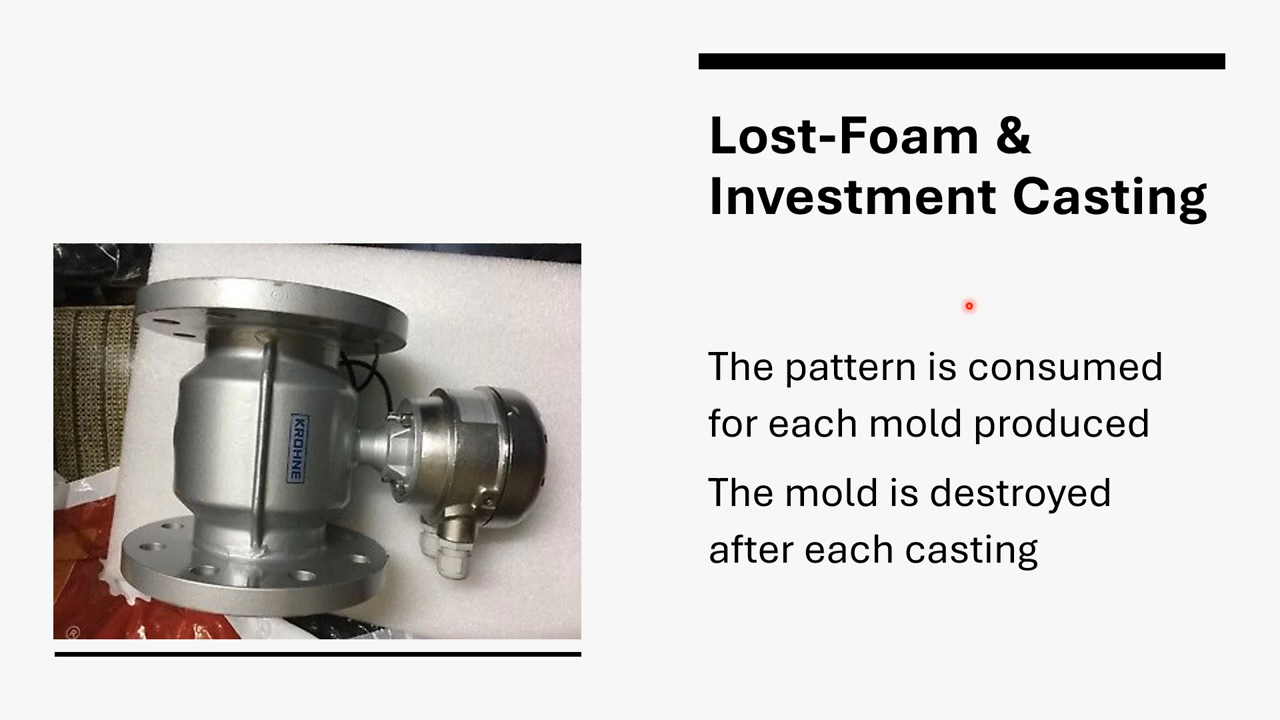 Lost-Foam &
Investment Casting
The pattern is consumed
for each mold produced
The mold is destroyed
after each casting
KROHNE
®